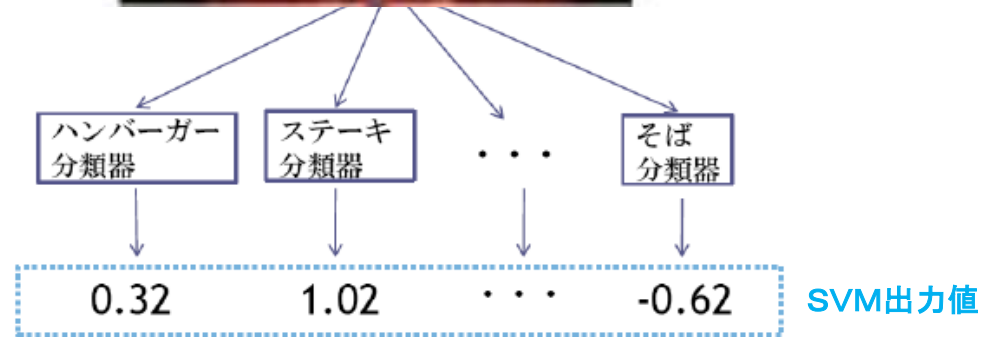 ハンバーガー
分類器
ステーキ
分類器
・・・
そば
分類器
0.32 1.02 ・・・ -0.62
SVM出力値